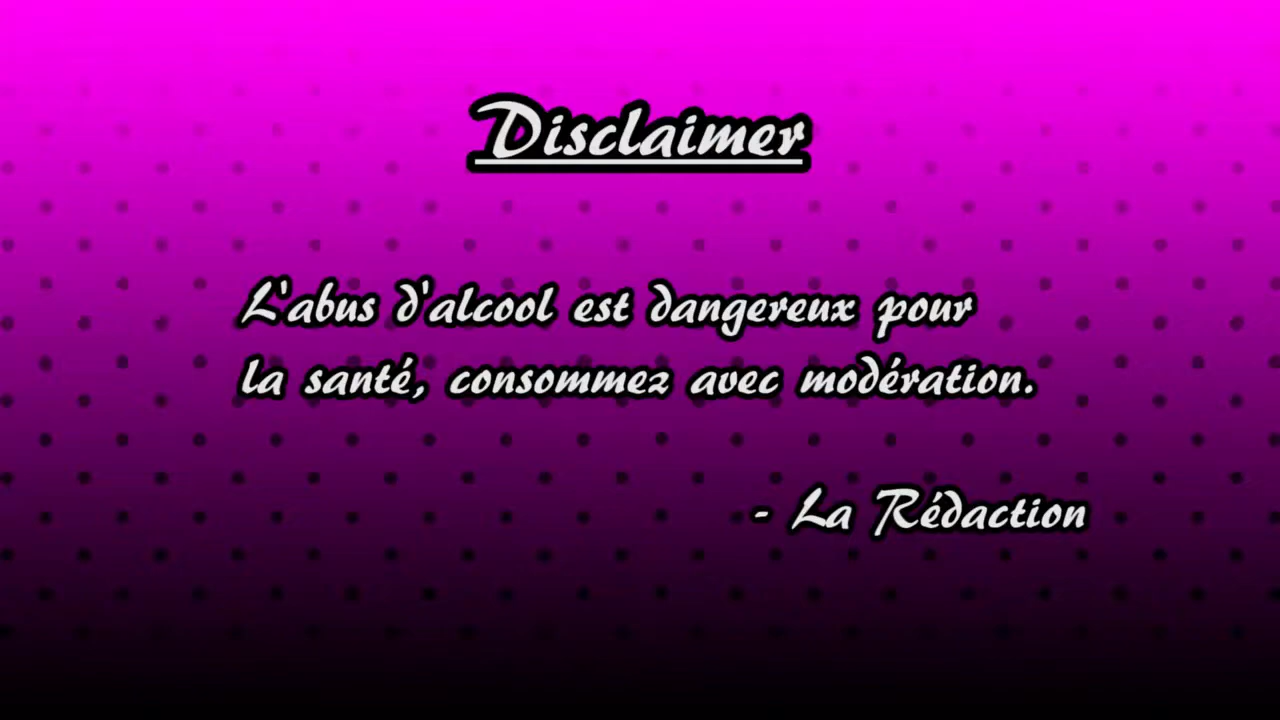 Disclaimer
L'abus d'alcool est dangereux pour
la santé, consommez avec modération.
- La Rédaction